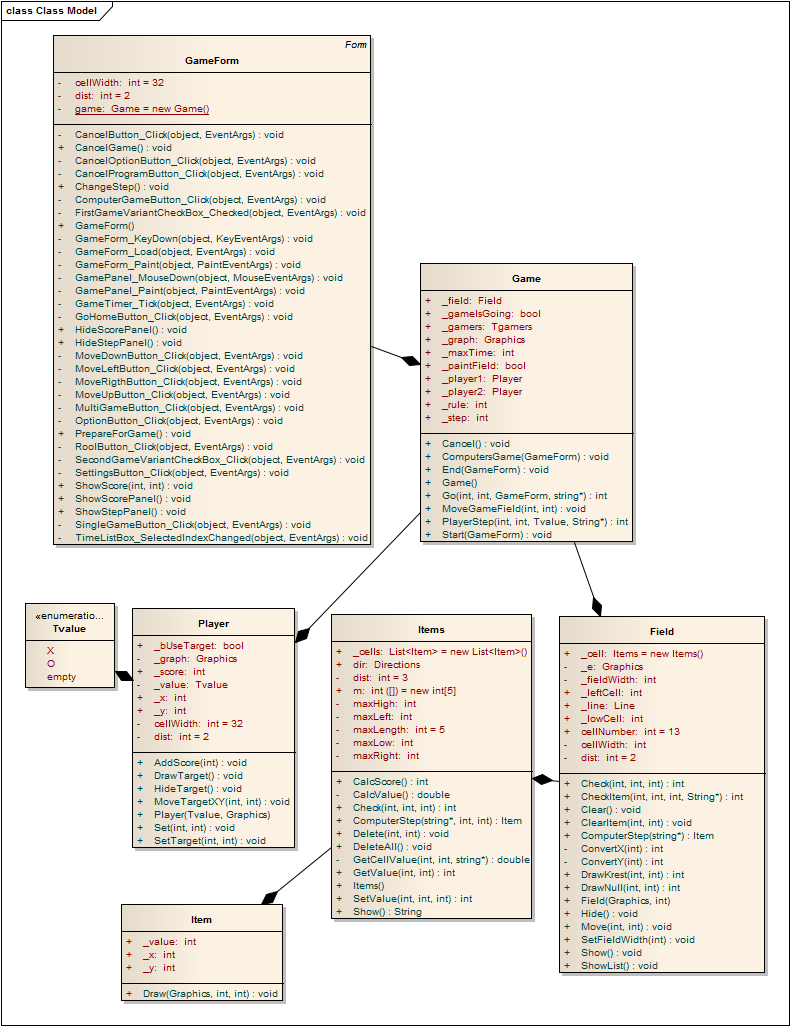 class Class Model
Form
GameForm
- cellWidth: int = 32
- dist: int = 2
- game: Game = new Game()
- CancelButton_Click(object, EventArgs) : void
+ CancelGame() : void
- CancelOptionButton_Click(object, EventArgs) : void
- CancelProgramButton_Click(object, EventArgs) : void
+ ChangeStep() : void
- ComputerGameButton_Click(object, EventArgs) : void
- FirstGameVariantCheckBox_Checked(object, EventArgs) : void
+ GameForm()
- GameForm_KeyDown(object, KeyEventArgs) : void
- GameForm_Load(object, EventArgs) : void
- GameForm_Paint(object, PaintEventArgs) : void
- GamePanel_MouseDown(object, MouseEventArgs) : void
- GamePanel_Paint(object, PaintEventArgs) : void
- GameTimer_Tick(object, EventArgs) : void
- GoHomeButton_Click(object, EventArgs) : void
+ HideScorePanel() : void
+ HideStepPanel() : void
- MoveDownButton_Click(object, EventArgs) : void
- MoveLeftButton_Click(object, EventArgs) : void
- MoveRigthButton_Click(object, EventArgs) : void
- MoveUpButton_Click(object, EventArgs) : void
- MultiGameButton_Click(object, EventArgs) : void
- OptionButton_Click(object, EventArgs) : void
+ PrepareForGame() : void
- RoolButton_Click(object, EventArgs) : void
- SecondGameVariantCheckBox_Click(object, EventArgs) : void
- SettingsButton_Click(object, EventArgs) : void
+ ShowScore(int, int) : void
+ ShowScorePanel() : void
+ ShowStepPanel() : void
- SingleGameButton_Click(object, EventArgs) : void
- TimeListBox_SelectedIndexChanged(object, EventArgs) : void
Game
+ _field: Field
+ _gameIsGoing: bool
+ _gamers: Tgamers
+ _graph: Graphics
+ _maxTime: int
+ _paintField: bool
+ _player1: Player
+ _player2: Player
+ _rule: int
+ _step: int
+ Cancel() : void
+ ComputersGame(GameForm) : void
+ End(GameForm) : void
+ Game()
+ Go(int, int, GameForm, string*) : int
+ MoveGameField(int, int) : void
+ PlayerStep(int, int, Tvalue, String*) : int
+ Start(GameForm) : void
«enumeratio...
Tvalue
X
O
empty
Player
+ _bUseTarget: bool
- _graph: Graphics
+ _score: int
- _value: Tvalue
+ _x: int
+ _y: int
- cellWidth: int = 32
- dist: int = 2
+ AddScore(int) : void
+ DrawTarget() : void
+ HideTarget() : void
+ MoveTargetXY(int, int) : void
+ Player(Tvalue, Graphics)
+ Set(int, int) : void
+ SetTarget(int, int) : void
Items
+ _cells: List<Item> = new List<Item>()
+ dir: Directions
- dist: int = 3
+ m: int ([]) = new int[5]
- maxHigh: int
- maxLeft: int
- maxLength: int = 5
- maxLow: int
- maxRight: int
+ CalcScore() : int
- CalcValue() : double
+ Check(int, int, int) : int
+ ComputerStep(string*, int, int) : Item
+ Delete(int, int) : void
+ DeleteAll() : void
- GetCellValue(int, int, string*) : double
+ GetValue(int, int) : int
+ Items()
+ SetValue(int, int, int) : int
+ Show() : String
Field
+ _cell: Items = new Items()
- _e: Graphics
- _fieldWidth: int
+ _leftCell: int
+ _line: Line
+ _lowCell: int
+ cellNumber: int = 13
- cellWidth: int
- dist: int = 2
+ Check(int, int, int) : int
+ CheckItem(int, int, int, String*) : int
+ Clear() : void
+ ClearItem(int, int) : void
+ ComputerStep(string*) : Item
- ConvertX(int) : int
- ConvertY(int) : int
+ DrawKrest(int, int) : int
+ DrawNull(int, int) : int
+ Field(Graphics, int)
+ Hide() : void
+ Move(int, int) : void
+ SetFieldWidth(int) : void
+ Show() : void
+ ShowList() : void
Item
+ _value: int
+ _x: int
+ _y: int
+ Draw(Graphics, int, int) : void